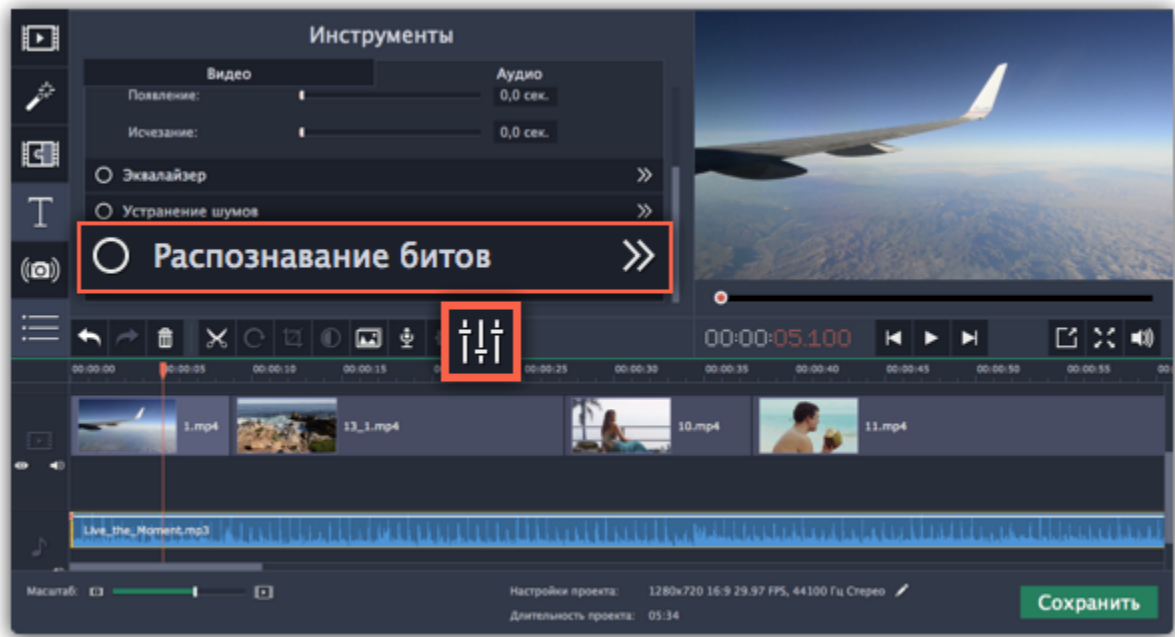 Инструменты
Видео
Аудио
Появление: 0,0 сек.
Исчезание: 0,0 сек.
Эквалайзер
Устранение шумов
Распознавание битов
T
00:00:05.100
00:00:00 00:00:05 00:00:10 00:00:15 00:00:25 00:00:30 00:00:35 00:00:40 00:00:45 00:00:50 00:00:55
1.mp4
13_1.mp4
10.mp4
11.mp4
Live_the_Moment.mp3
Масштаб:
Настройки проекта: 1280x720 16:9 29.97 FPS, 44100 Гц Стерео
Длительность проекта: 05:34
Сохранить